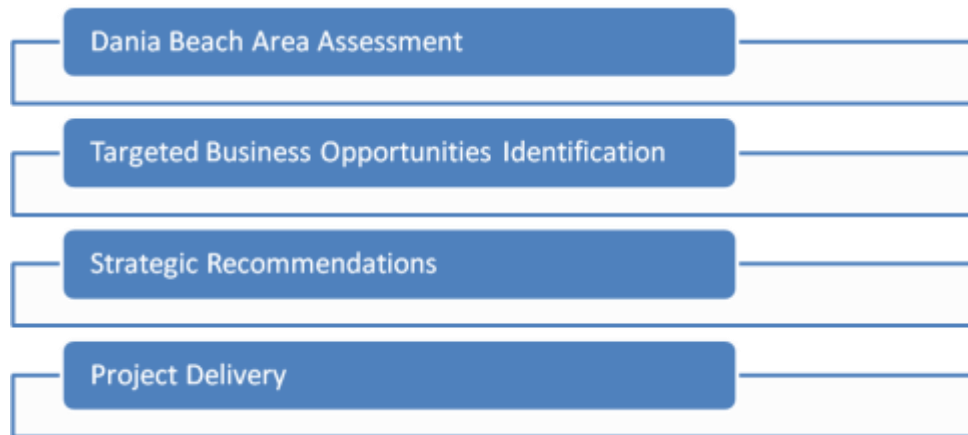 Dania Beach Area Assessment
Targeted Business Opportunities Identification
Strategic Recommendations
Project Delivery